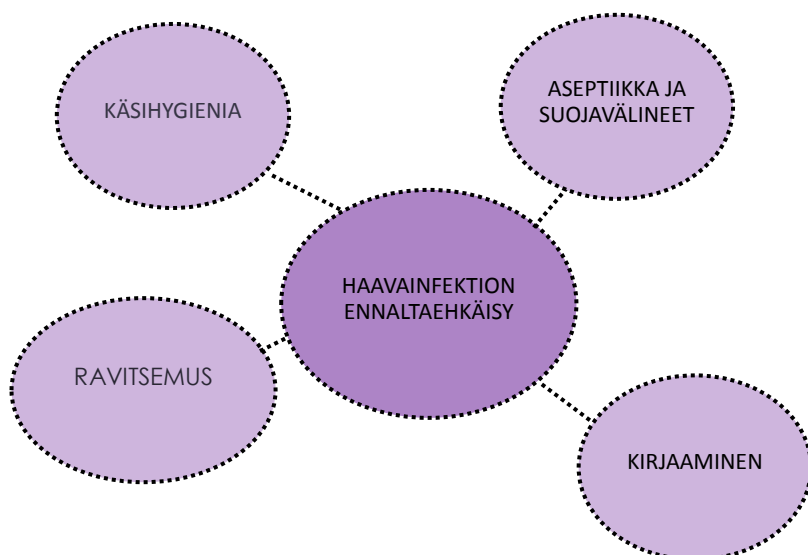 KÄSIHYGIENIA
ASEPTIIKKA JA
SUOJAVÄLINEET
HAAVAINFEKTION
ENNALTAEHKÄISY
RAVITSEMUS
KIRJAAMINEN